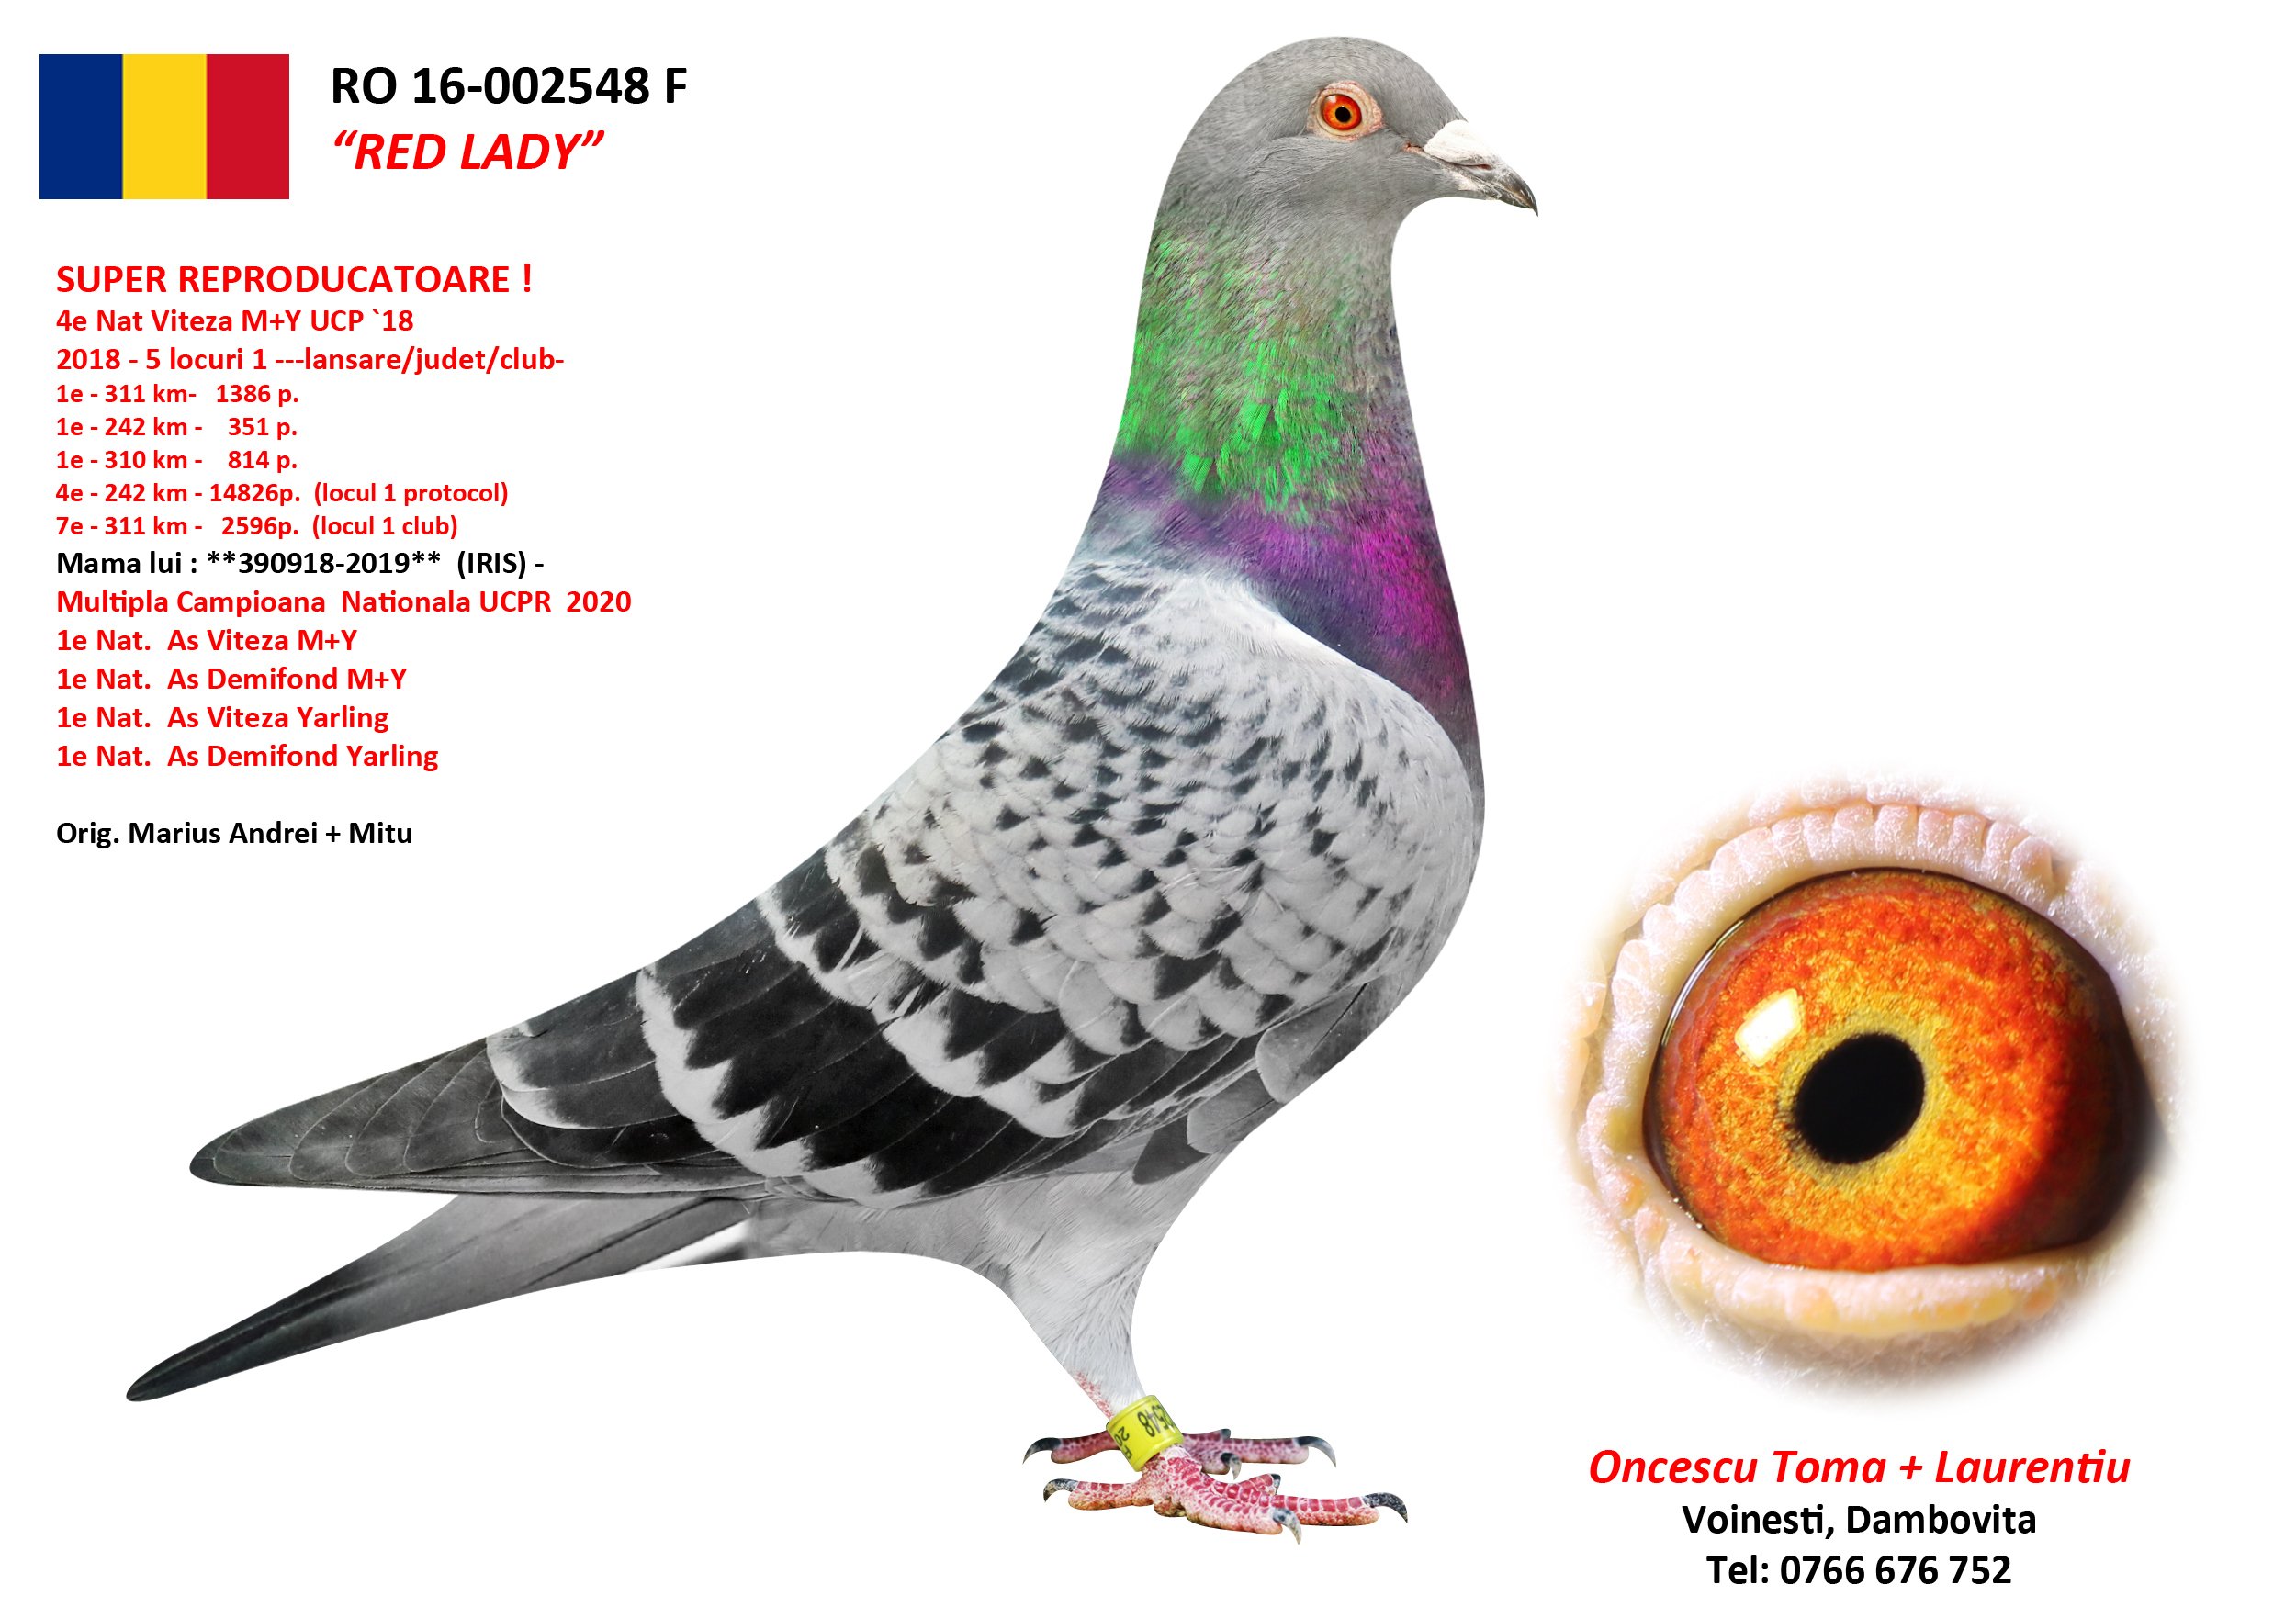 RO 16-002548 F
“RED LADY”
SUPER REPRODUCATOARE !
4e Nat Viteza M+Y UCP `18
2018 - 5 locuri 1 ---lansare/judet/club-
1e - 311 km- 1386 p.
1e - 242 km - 351 p.
1e - 310 km - 814 p.
4e - 242 km - 14826p. (locul 1 protocol)
7e - 311 km - 2596p. (locul 1 club)
Mama lui : **390918-2019** (IRIS) -
Multipla Campioana Nationala UCPR 2020
1e Nat. As Viteza M+Y
1e Nat. As Demifond M+Y
1e Nat. As Viteza Yarling
1e Nat. As Demifond Yarling
Orig. Marius Andrei + Mitu
Oncescu Toma + Laurentiu
Voinesti, Dambovita
Tel: 0766 676 752